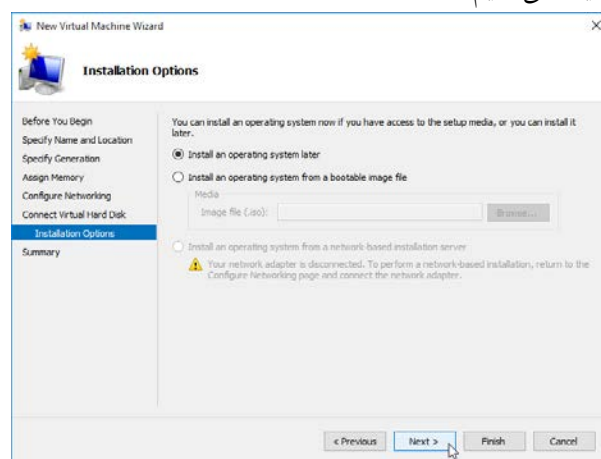 New Virtual Machine Wizard
Installation Options
Before You Begin
Specify Name and Location
Specify Generation
Assign Memory
Configure Networking
Connect Virtual Hard Disk
Installation Options
Summary
You can install an operating system now if you have access to the setup media, or you can install it
later.
Install an operating system later
Install an operating system from a bootable image file
Media
Image file (.iso):
Browse...
Install an operating system from a network-based installation server
Your network adapter is disconnected. To perform a network-based installation, return to the
Configure Networking page and connect the network adapter.
< Previous
Next >
Finish
Cancel